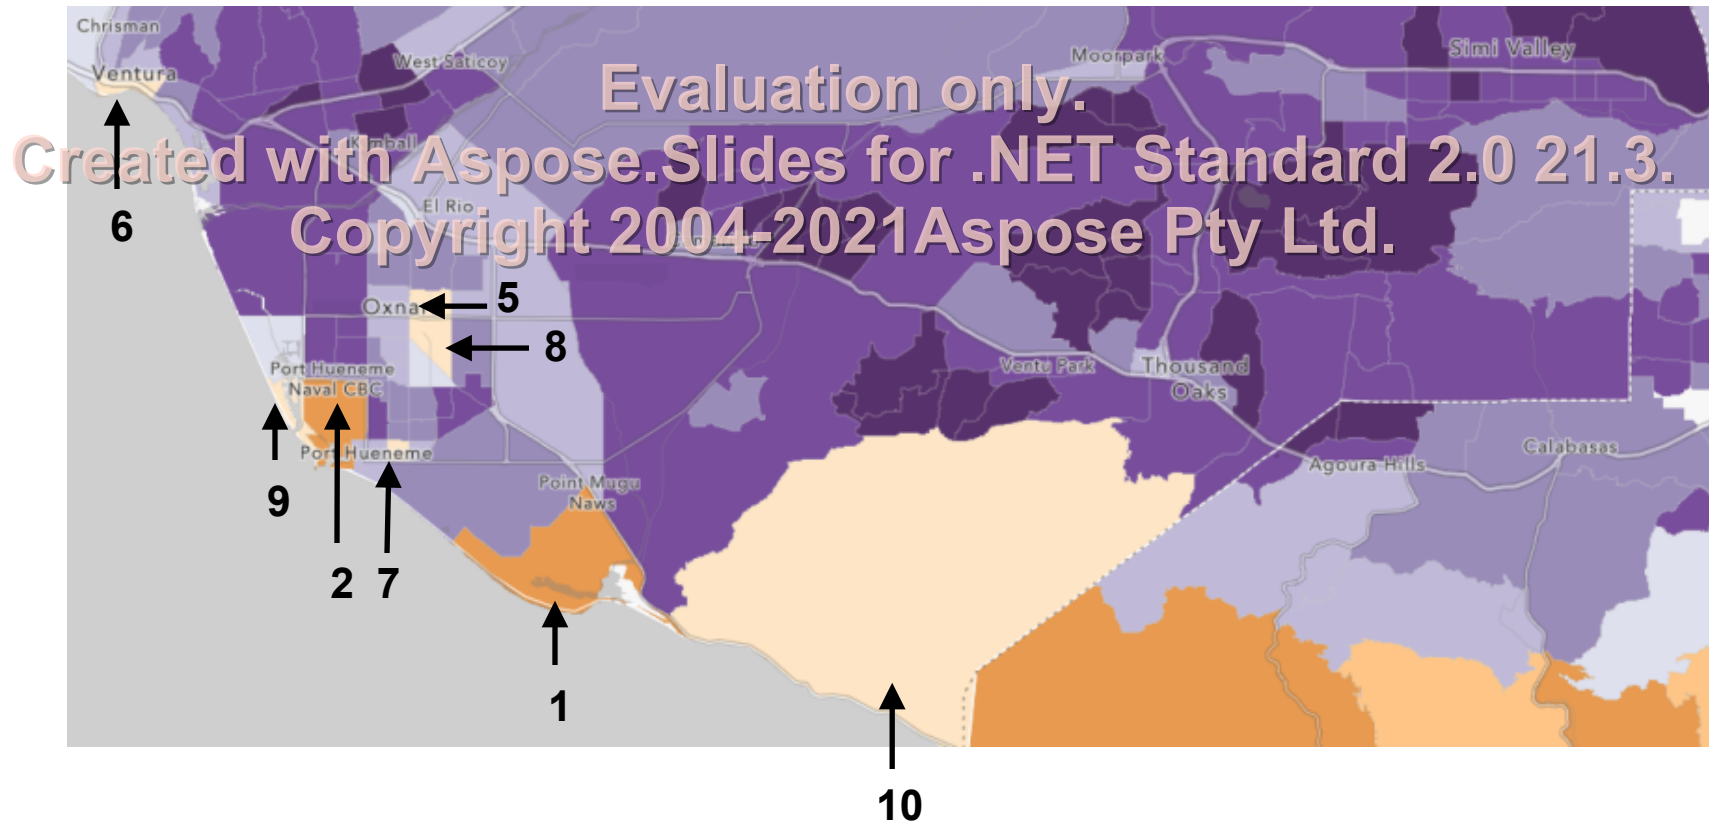 Chrisman
Ventura
West Saticoy
Moorpark
Simi Valley
Evaluation only.
Kimball
Created with Aspose.Slides for .NET Standard 2.0 21.3.
El Rio
6
Copyright 2004-2021Aspose Pty Ltd.
Oxna
5
8
Port Hueneme
Naval CBC
Ventu Park
Thousand
Oaks
Port Hueneme
Agoura Hills
Calabasas
Point Mugu
Naws
9
2
7
1
10